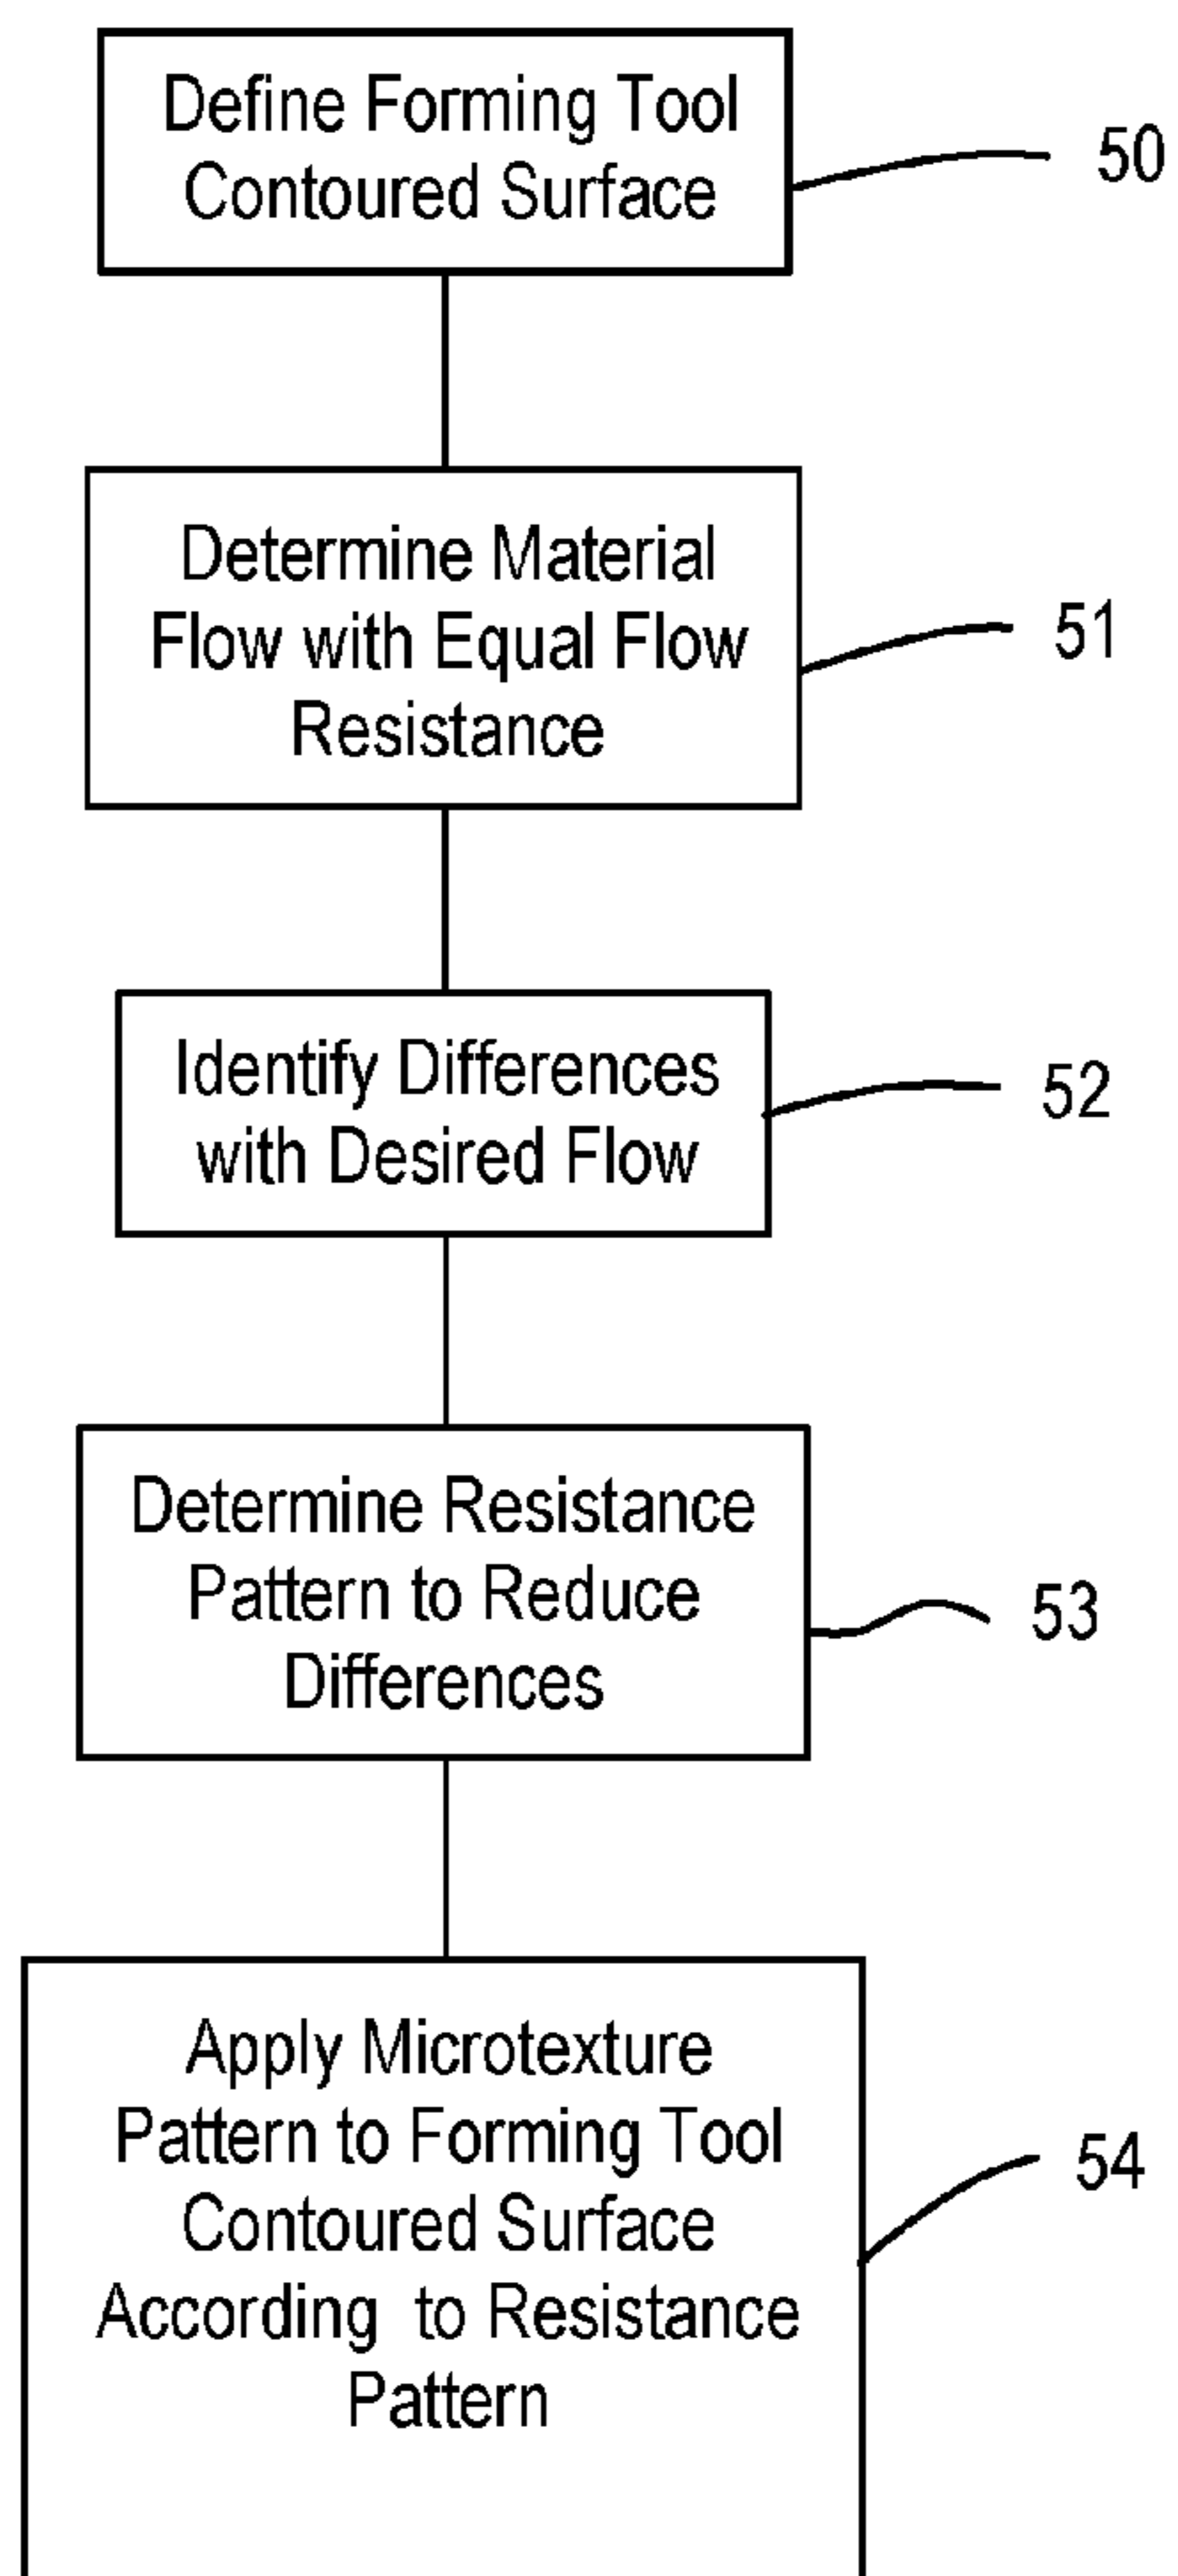 Define Forming Tool
Contoured Surface
50
Determine Material
Flow with Equal Flow
Resistance
51
Identify Differences
with Desired Flow
52
Determine Resistance
Pattern to Reduce
Differences
53
Apply Microtexture
Pattern to Forming Tool
Contoured Surface
According to Resistance
Pattern
54